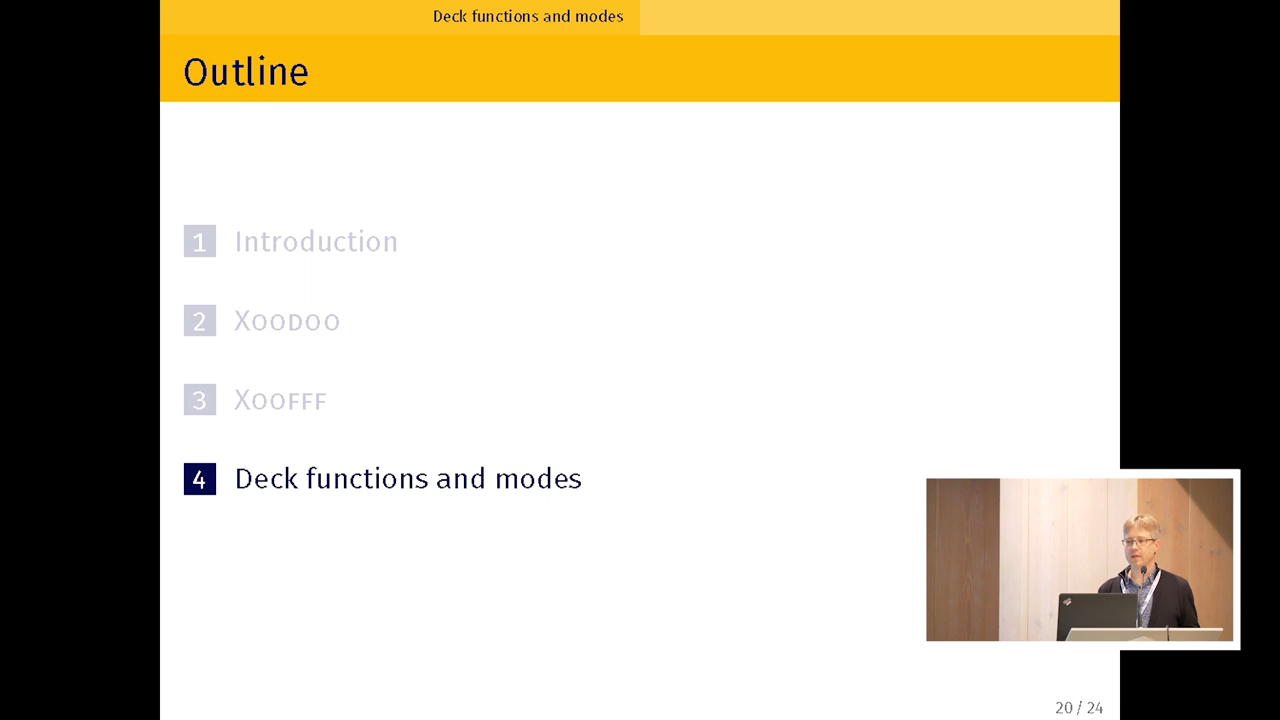 Deck functions and modes
Outline
1 Introduction
2 Xoodoo
3 Xoofff
4 Deck functions and modes
20 / 24